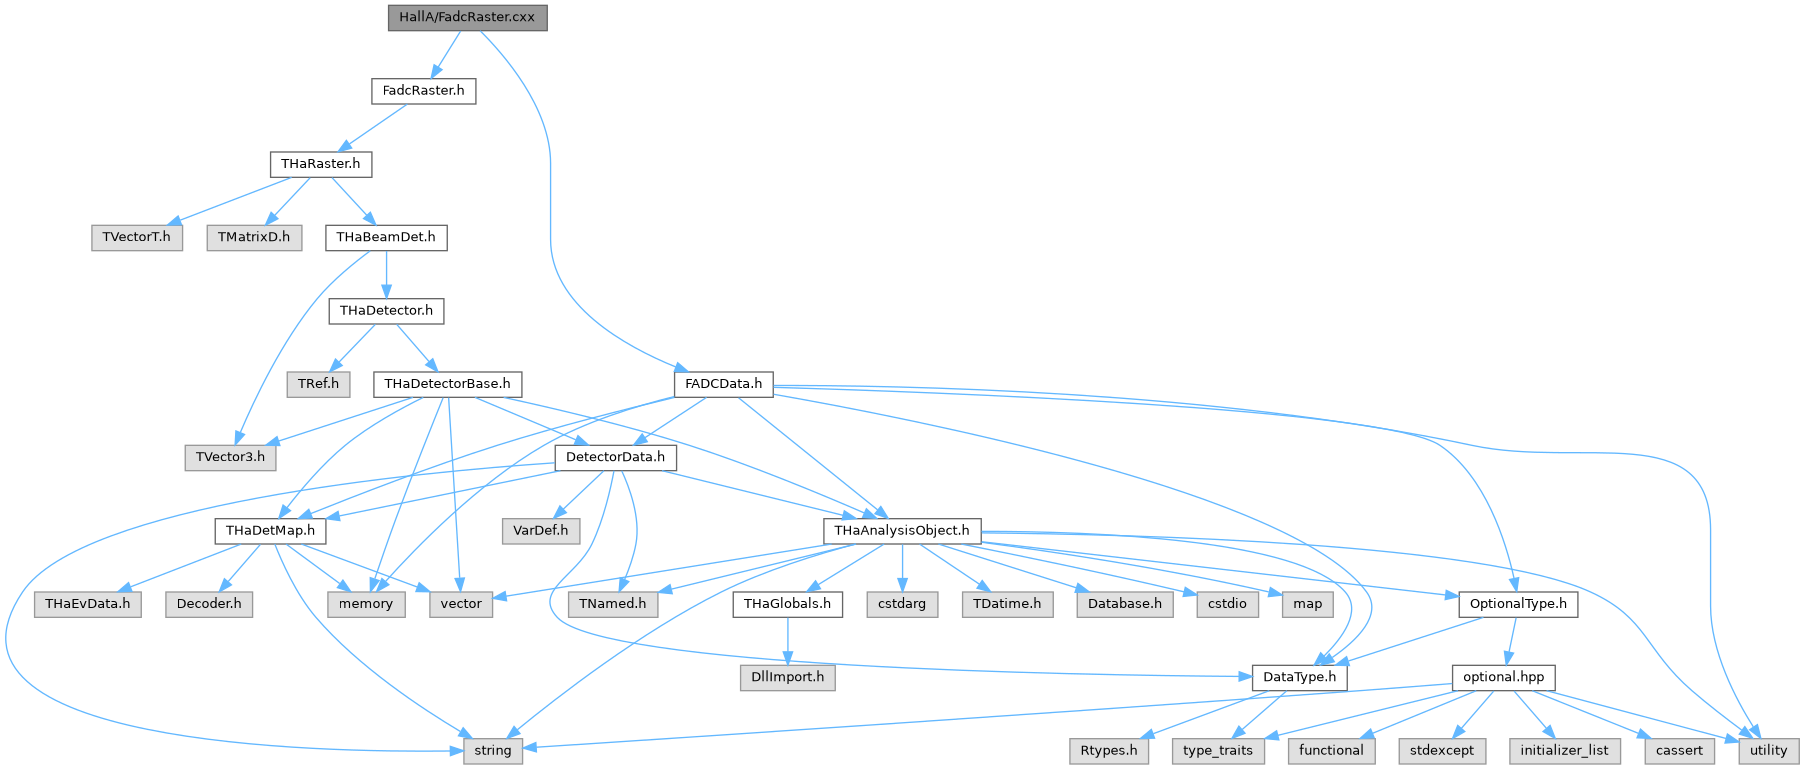 HallA/FadcRaster.cxx
FadcRaster.h
THaRaster.h
TVectorT.h
TMatrixD.h
THaBeamDet.h
THaDetector.h
TRef.h
THaDetectorBase.h
FADCData.h
TVector3.h
DetectorData.h
THaDetMap.h
VarDef.h
THaAnalysisObject.h
THaEvData.h
Decoder.h
memory
vector
TNamed.h
THaGlobals.h
cstdarg
TDatime.h
Database.h
cstdio
map
OptionalType.h
DllImport.h
DataType.h
optional.hpp
string
Rtypes.h
type_traits
functional
stdexcept
initializer_list
cassert
utility